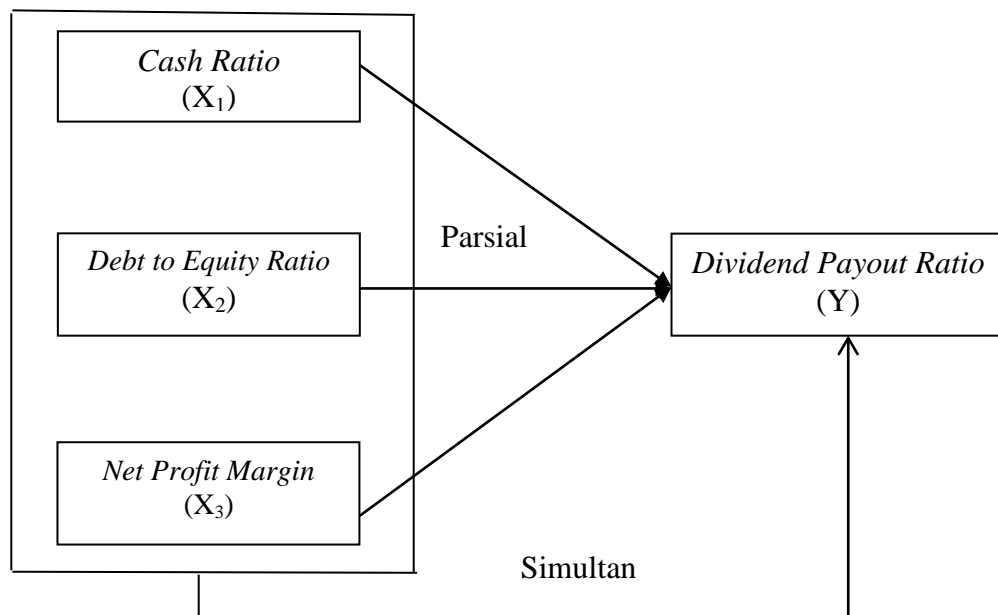 Cash Ratio
(X₁)
Parsial
Debt to Equity Ratio
(X₂)
Dividend Payout Ratio
(Y)
Net Profit Margin
(X₃)
Simultan